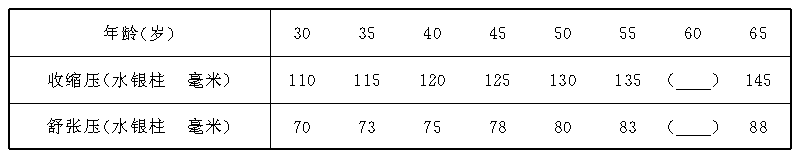 年龄(岁) 30 35 40 45 50 55 60 65
收缩压(水银柱 毫米) 110 115 120 125 130 135 (____) 145
舒张压(水银柱 毫米) 70 73 75 78 80 83 (____) 88